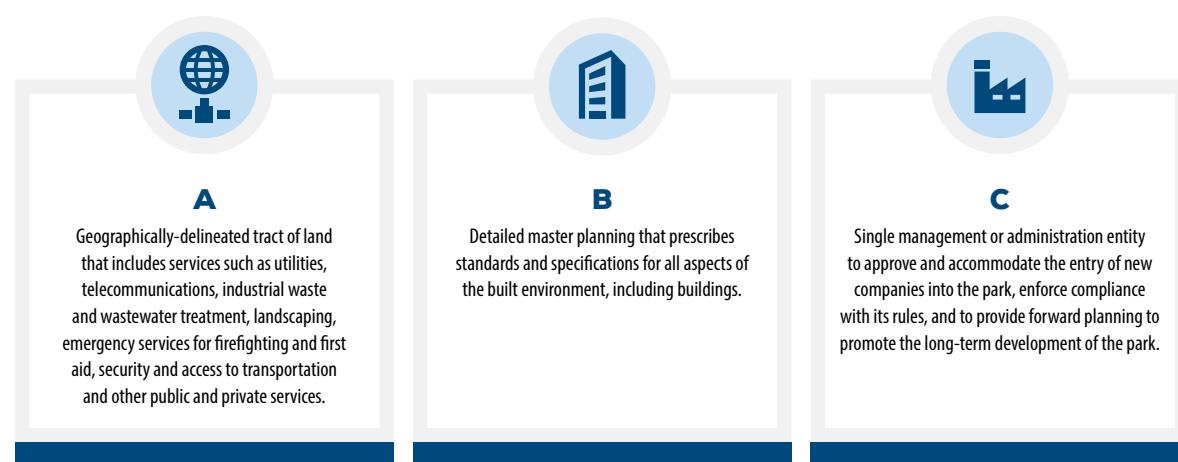 A
Geographically-delineated tract of land
that includes services such as utilities,
telecommunications, industrial waste
and wastewater treatment, landscaping,
emergency services for firefighting and first
aid, security and access to transportation
and other public and private services.
B
Detailed master planning that prescribes
standards and specifications for all aspects of
the built environment, including buildings.
C
Single management or administration entity
to approve and accommodate the entry of new
companies into the park, enforce compliance
with its rules, and to provide forward planning to
promote the long-term development of the park.